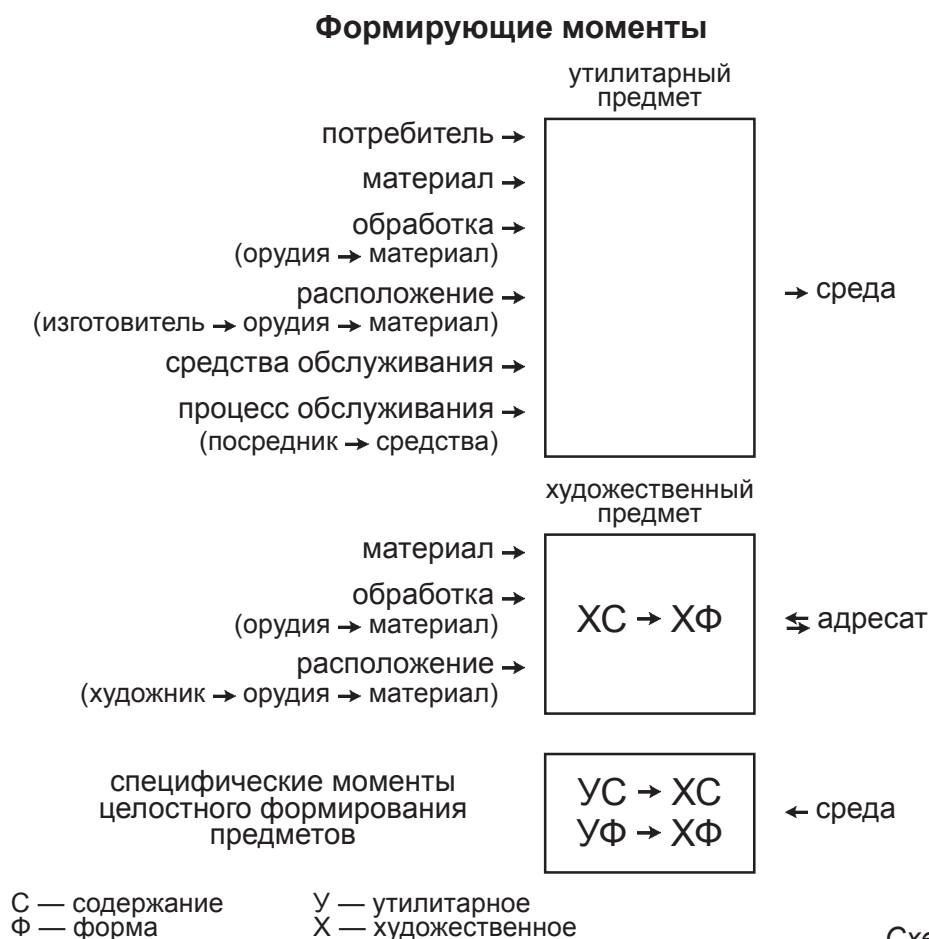 Формирующие моменты
утилитарный
предмет
потребитель →
материал →
обработка →
(орудия → материал)
расположение →
(изготовитель → орудия → материал)
средства обслуживания →
процесс обслуживания →
(посредник → средства)
→ среда
художественный
предмет
материал →
обработка →
(орудия → материал)
расположение →
(художник → орудия → материал)
ХС → ХФ
⇆ адресат
специфические моменты
целостного формирования
предметов
УС → ХС
УФ → ХФ
← среда
С — содержание У — утилитарное
Ф — форма Х — художественное